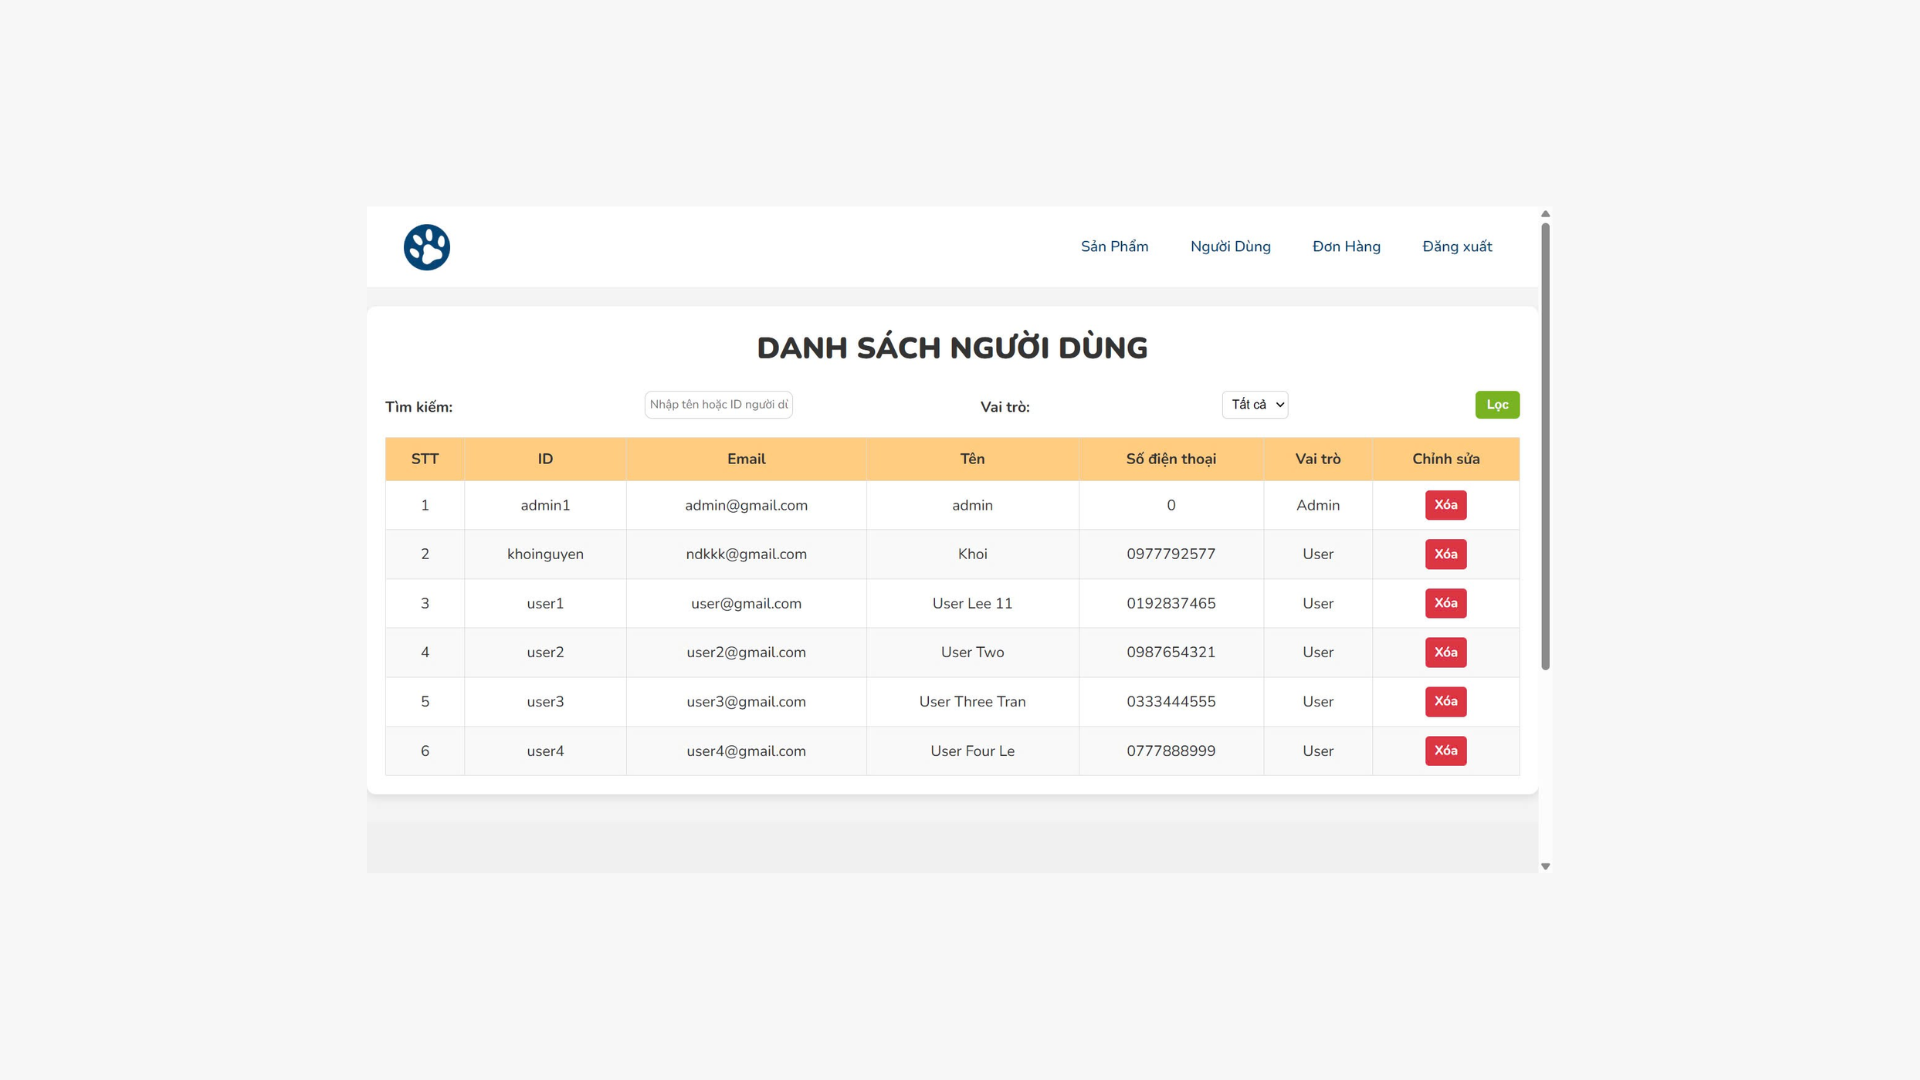 Sản Phẩm Người Dùng Đơn Hàng Đăng xuất
DANH SÁCH NGƯỜI DÙNG
Tìm kiếm: Nhập tên hoặc ID người dù Vai trò: Tất cả Lọc
STT ID Email Tên Số điện thoại Vai trò Chỉnh sửa
1 admin1 admin@gmail.com admin 0 Admin Xóa
2 khoinguyen ndkkk@gmail.com Khoi 0977792577 User Xóa
3 user1 user@gmail.com User Lee 11 0192837465 User Xóa
4 user2 user2@gmail.com User Two 0987654321 User Xóa
5 user3 user3@gmail.com User Three Tran 0333444555 User Xóa
6 user4 user4@gmail.com User Four Le 0777888999 User Xóa